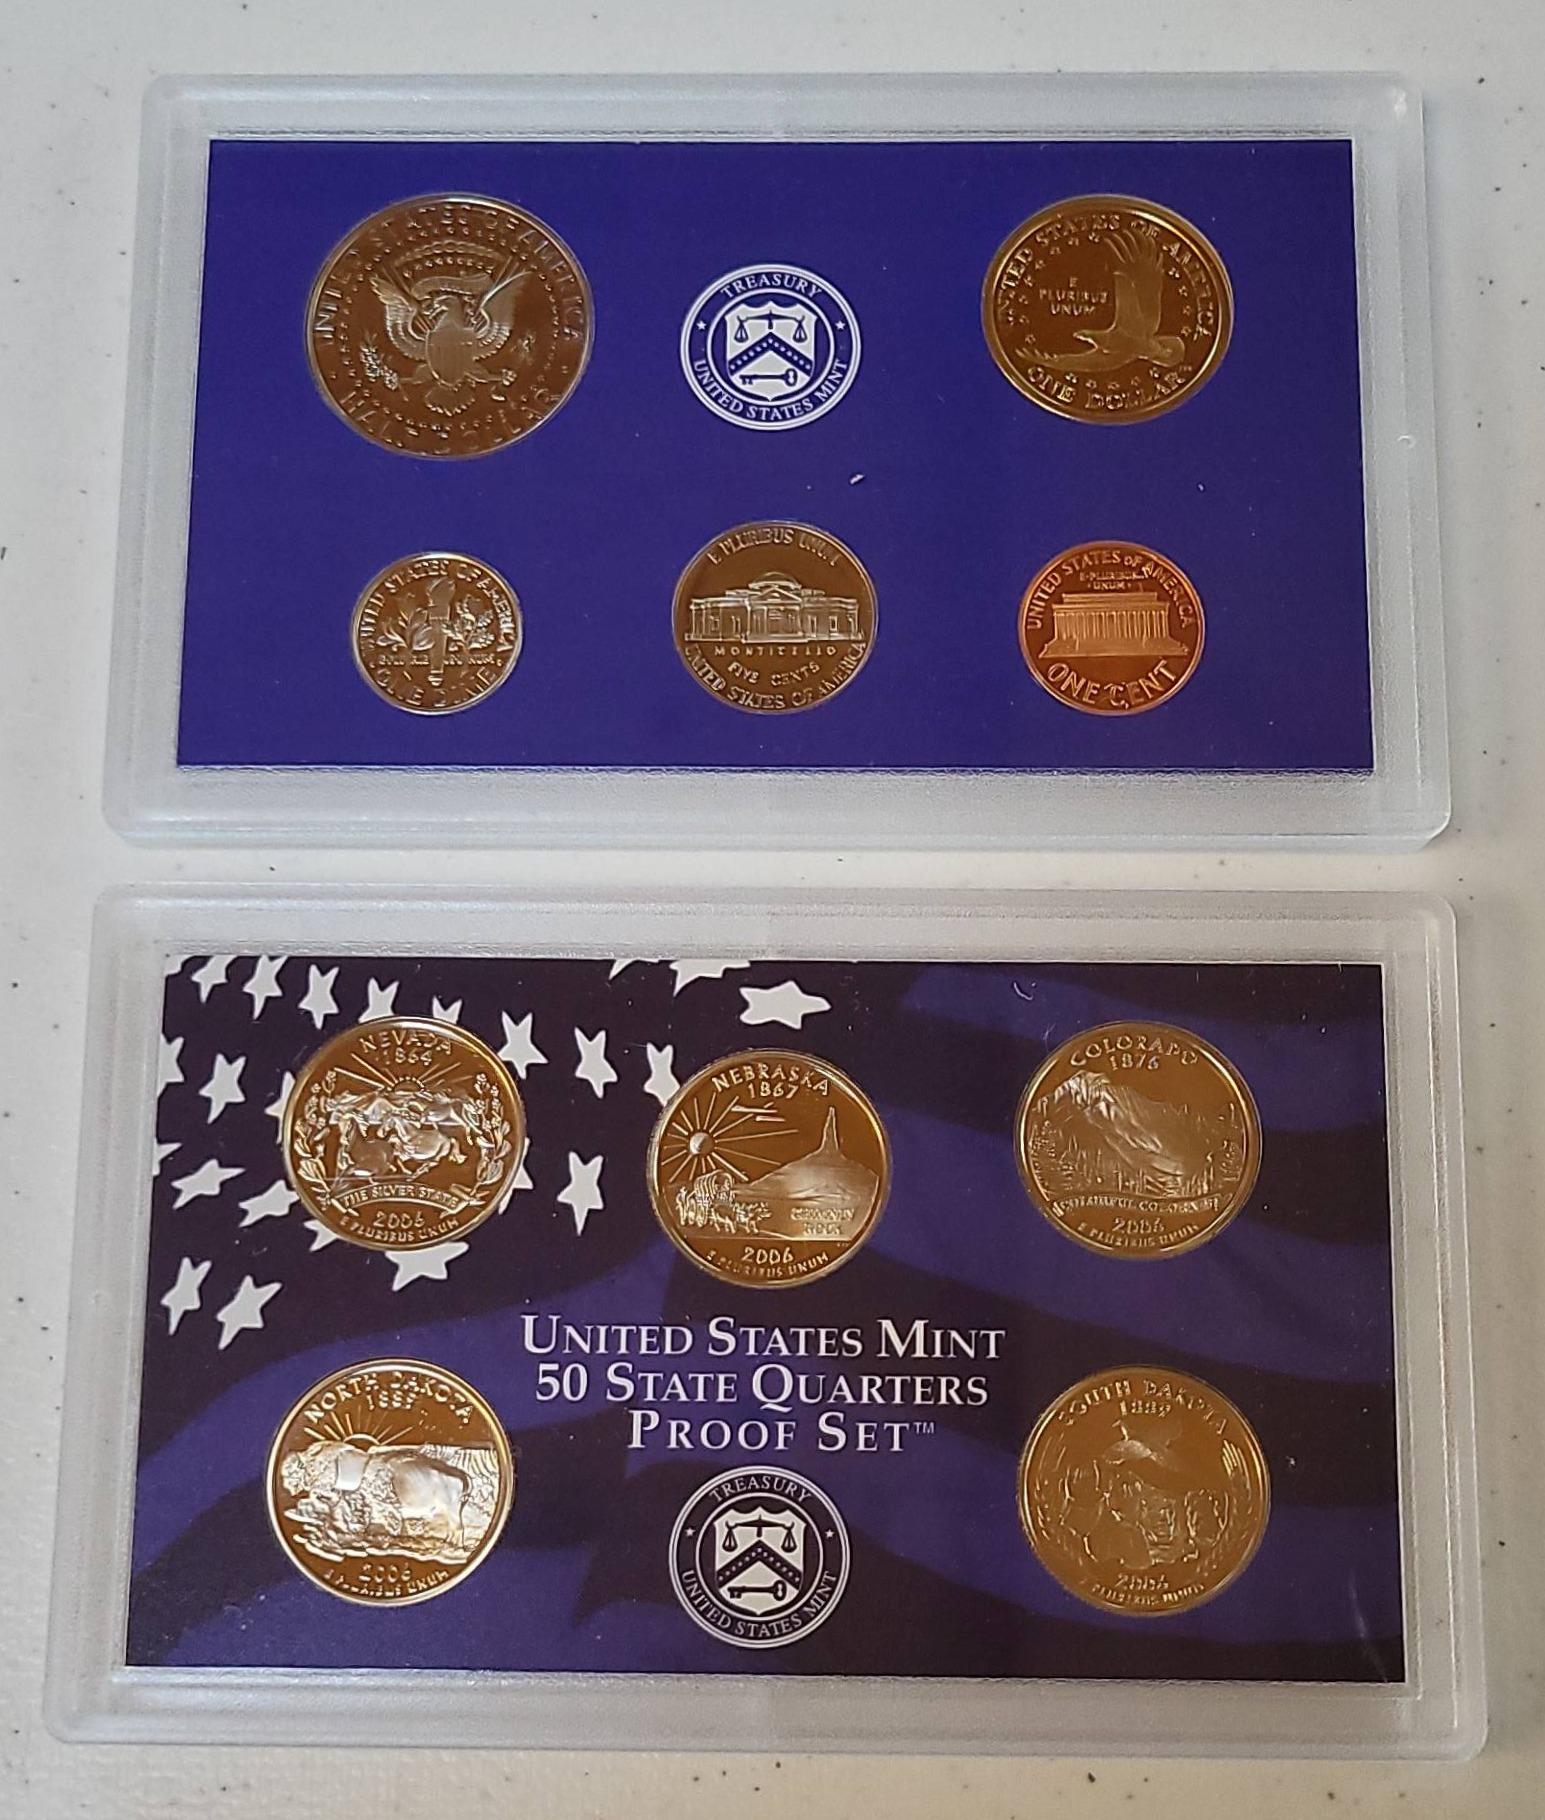 UNITED STATES OF AMERICA
HALF DOLLAR
TREASURY
UNITED STATES MINT
UNITED STATES OF AMERICA
E
PLURIBUS
UNUM
ONE DOLLAR
UNITED STATES OF AMERICA
E PLURIBUS UNUM
ONE DIME
E PLURIBUS UNUM
MONTICELLO
FIVE CENTS
UNITED STATES OF AMERICA
UNITED STATES OF AMERICA
E·PLURIBUS
·UNUM·
ONE CENT
NEVADA
1864
THE SILVER STATE
2006
E PLURIBUS UNUM
NEBRASKA
1867
CHIMNEY
ROCK
2006
E PLURIBUS UNUM
COLORADO
1876
COLORFUL COLORADO
2006
E PLURIBUS UNUM
UNITED STATES MINT
50 STATE QUARTERS
PROOF SET™
NORTH DAKOTA
1889
2006
E PLURIBUS UNUM
TREASURY
UNITED STATES MINT
SOUTH DAKOTA
1889
2006
E PLURIBUS UNUM